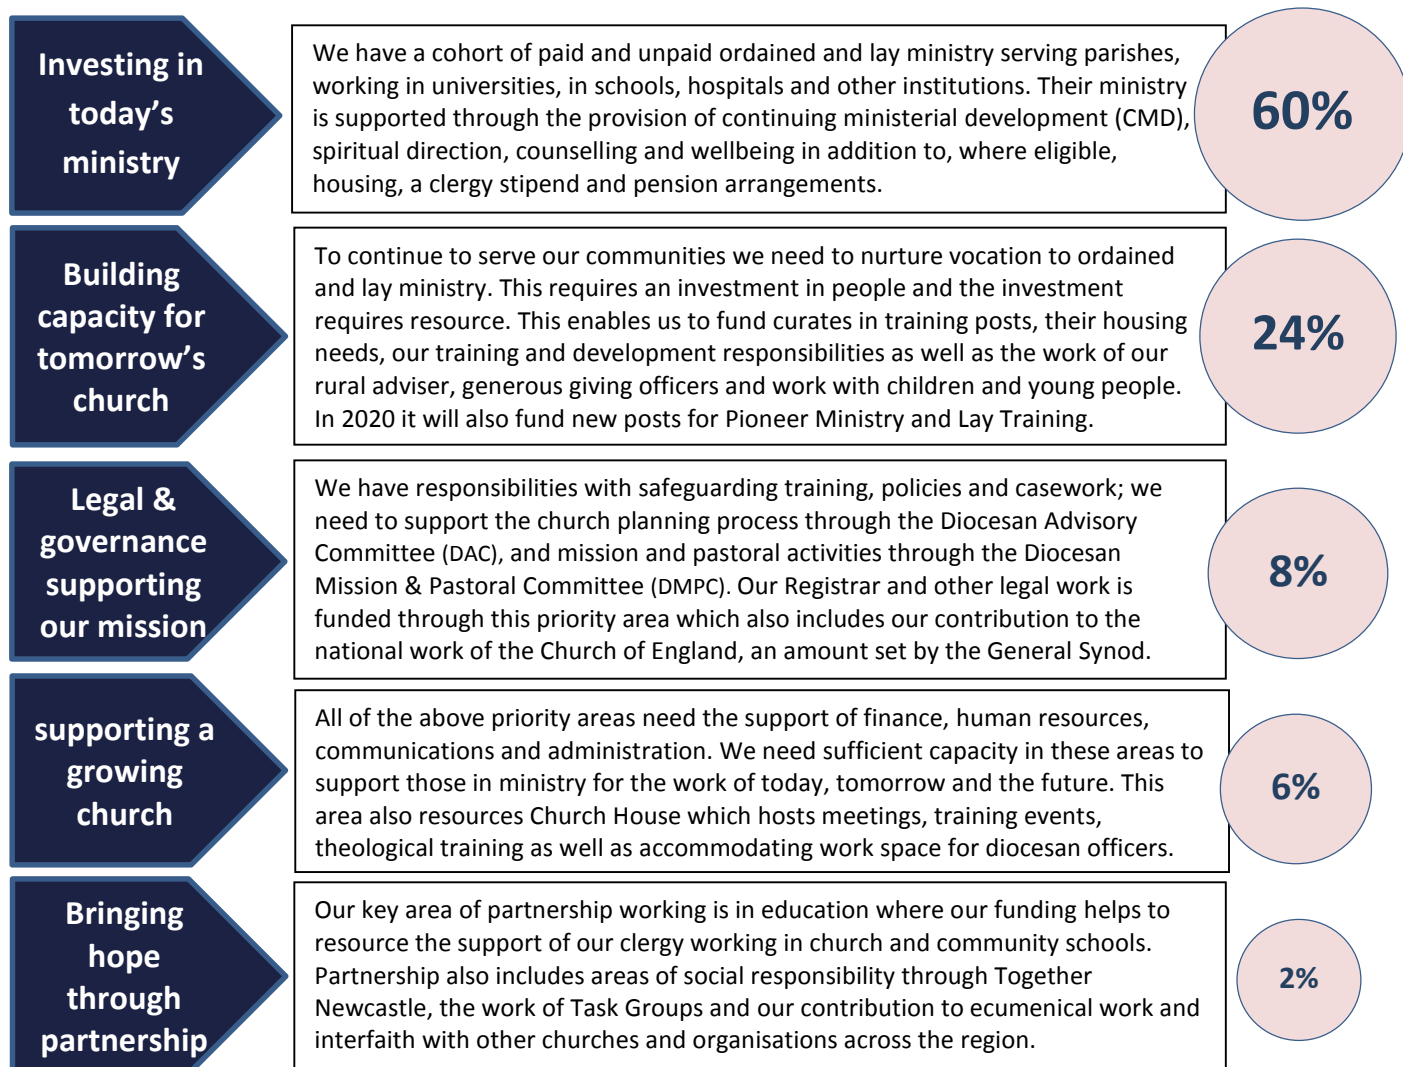 Investing in
today’s
ministry
We have a cohort of paid and unpaid ordained and lay ministry serving parishes,
working in universities, in schools, hospitals and other institutions. Their ministry
is supported through the provision of continuing ministerial development (CMD),
spiritual direction, counselling and wellbeing in addition to, where eligible,
housing, a clergy stipend and pension arrangements.
60%
Building
capacity for
tomorrow’s
church
To continue to serve our communities we need to nurture vocation to ordained
and lay ministry. This requires an investment in people and the investment
requires resource. This enables us to fund curates in training posts, their housing
needs, our training and development responsibilities as well as the work of our
rural adviser, generous giving officers and work with children and young people.
In 2020 it will also fund new posts for Pioneer Ministry and Lay Training.
24%
Legal &
governance
supporting
our mission
We have responsibilities with safeguarding training, policies and casework; we
need to support the church planning process through the Diocesan Advisory
Committee (DAC), and mission and pastoral activities through the Diocesan
Mission & Pastoral Committee (DMPC). Our Registrar and other legal work is
funded through this priority area which also includes our contribution to the
national work of the Church of England, an amount set by the General Synod.
8%
supporting a
growing
church
All of the above priority areas need the support of finance, human resources,
communications and administration. We need sufficient capacity in these areas to
support those in ministry for the work of today, tomorrow and the future. This
area also resources Church House which hosts meetings, training events,
theological training as well as accommodating work space for diocesan officers.
6%
Bringing
hope
through
partnership
Our key area of partnership working is in education where our funding helps to
resource the support of our clergy working in church and community schools.
Partnership also includes areas of social responsibility through Together
Newcastle, the work of Task Groups and our contribution to ecumenical work and
interfaith with other churches and organisations across the region.
2%